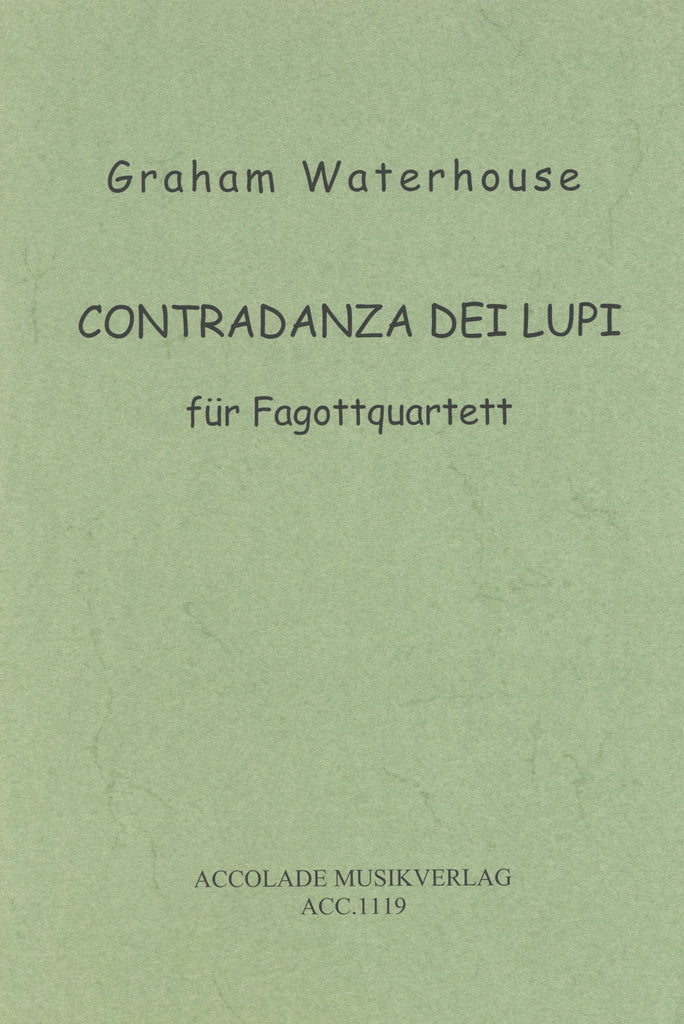 Graham Waterhouse
CONTRADANZA DEI LUPI
für Fagottquartett
ACCOLADE MUSIKVERLAG
ACC.1119